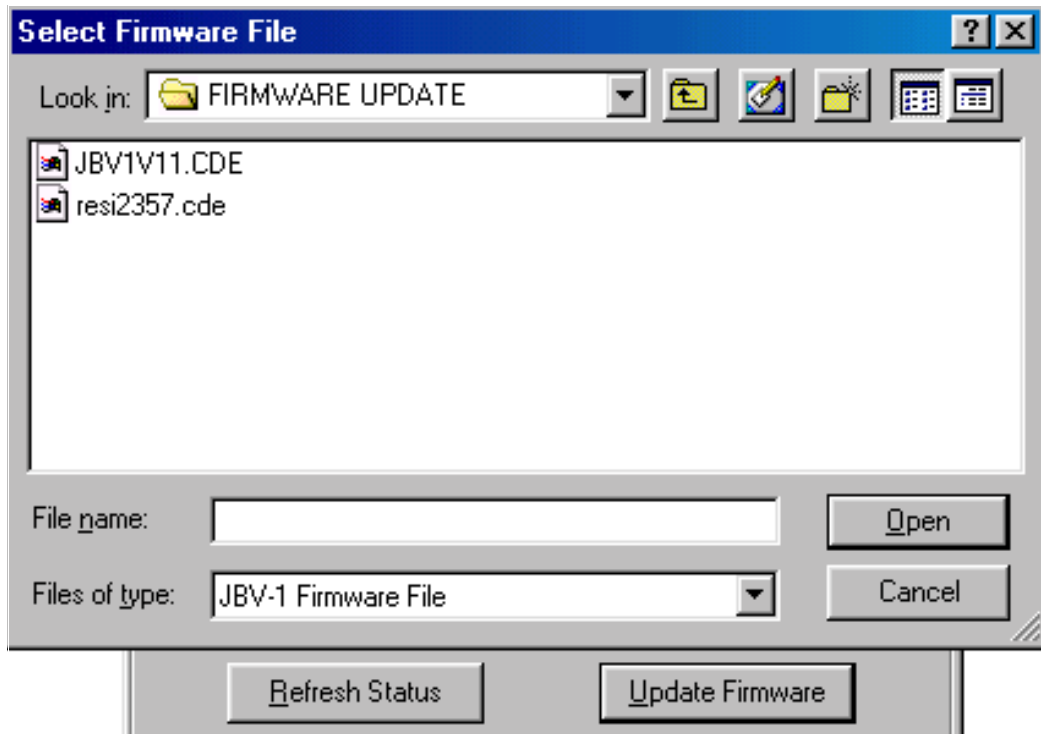 Select Firmware File
Look in: FIRMWARE UPDATE
JBV1V11.CDE
resi2357.cde
File name: Open
Files of type: JBV-1 Firmware File Cancel
Refresh Status Update Firmware